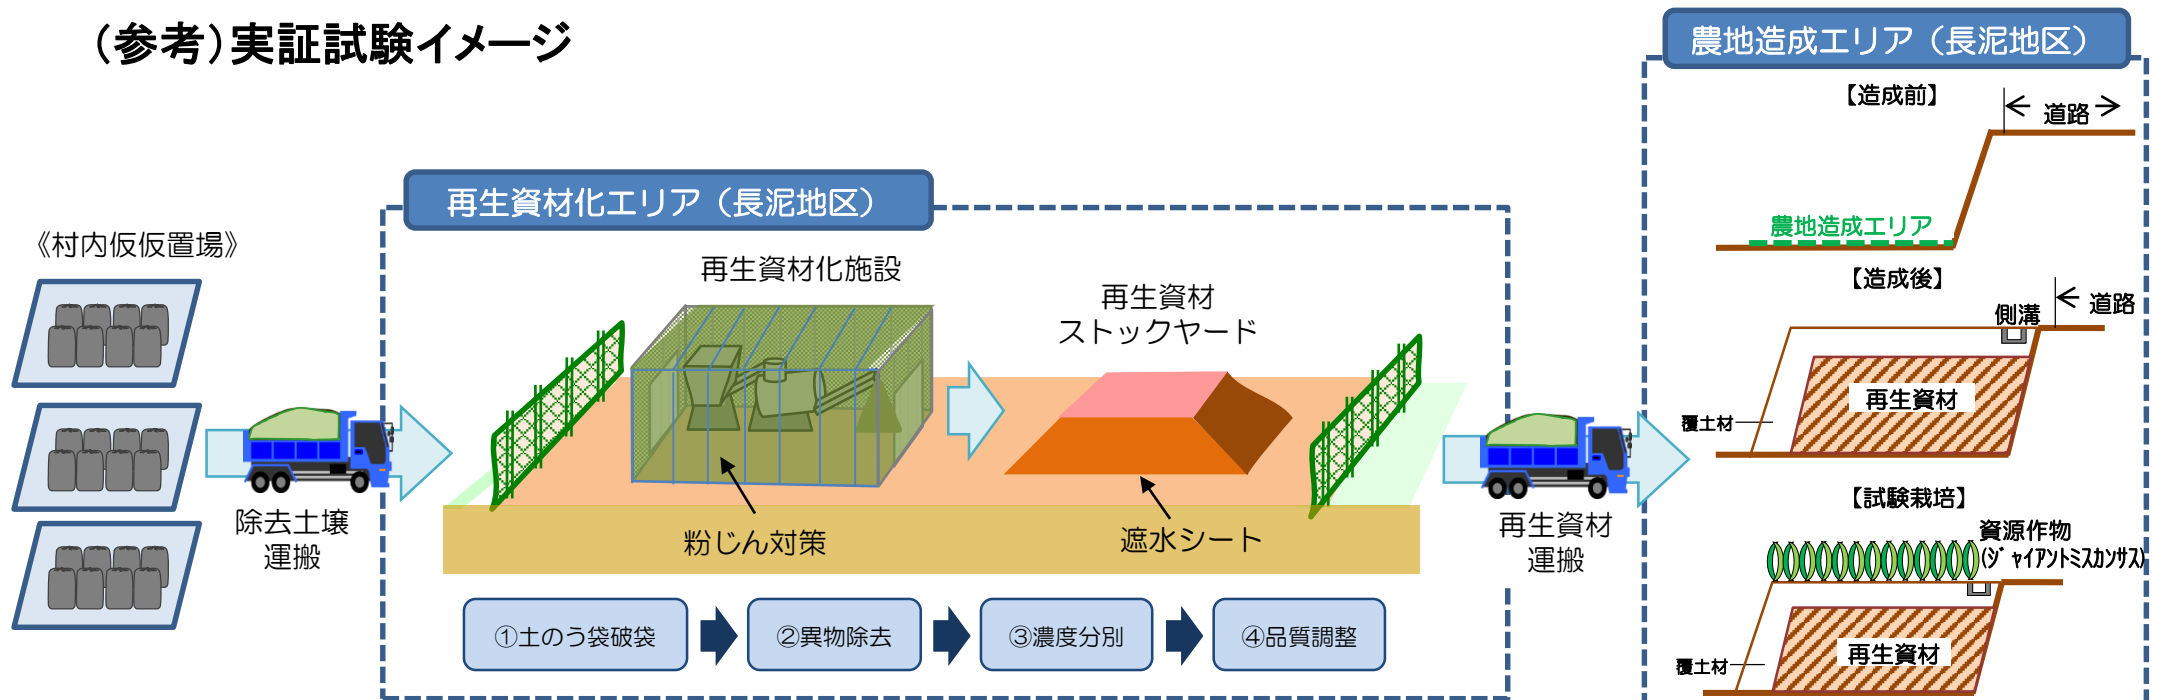 （参考）実証試験イメージ
《村内仮仮置場》
除去土壌
運搬
再生資材化エリア（長泥地区）
再生資材化施設
再生資材
ストックヤード
粉じん対策
遮水シート
①土のう袋破袋
②異物除去
③濃度分別
④品質調整
再生資材
運搬
農地造成エリア（長泥地区）
【造成前】
道路
農地造成エリア
【造成後】
道路
側溝
再生資材
覆土材
【試験栽培】
資源作物
(ｼﾞｬｲｱﾝﾄﾐｽｶﾝｻｽ)
再生資材
覆土材